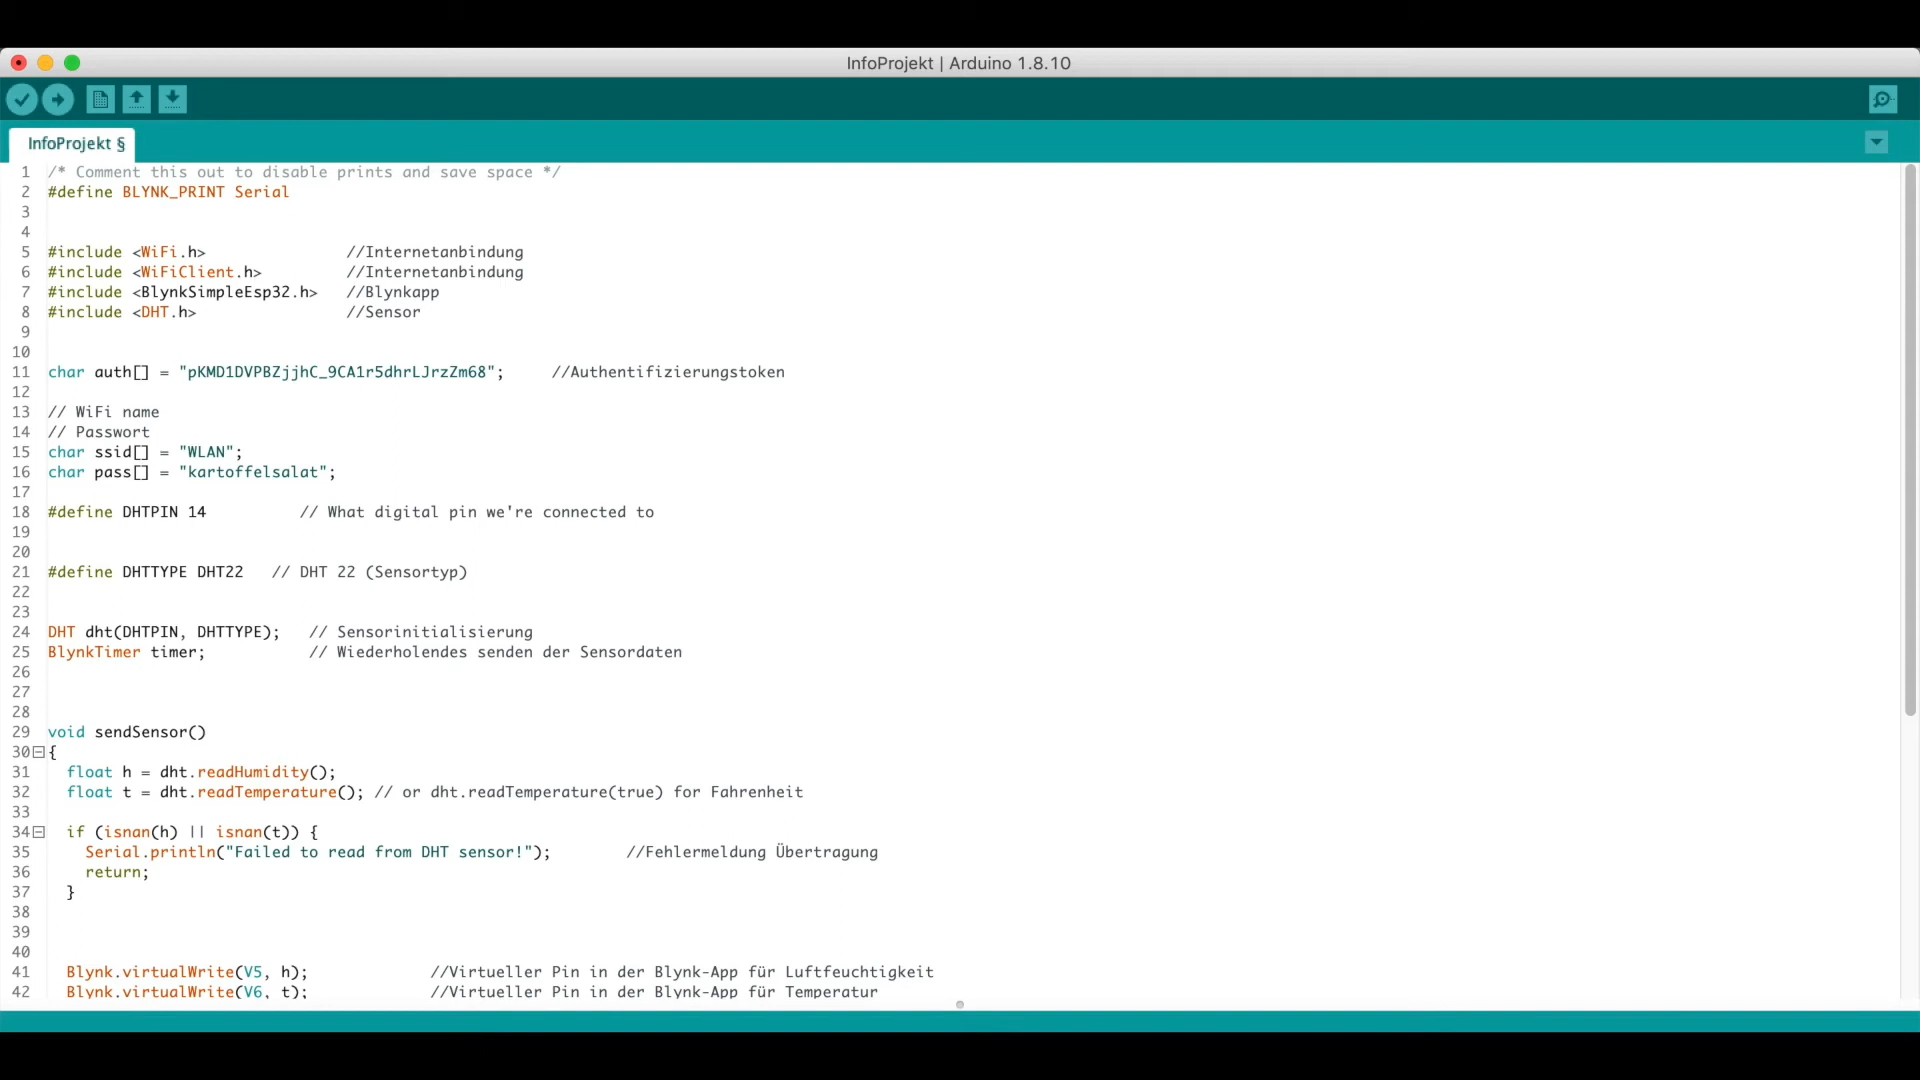 InfoProjekt | Arduino 1.8.10
InfoProjekt §
1 /* Comment this out to disable prints and save space */
2 #define BLYNK_PRINT Serial
3
4
5 #include <WiFi.h> //Internetanbindung
6 #include <WiFiClient.h> //Internetanbindung
7 #include <BlynkSimpleEsp32.h> //Blynkapp
8 #include <DHT.h> //Sensor
9
10
11 char auth[] = "pKMD1DVPBZjjhC_9CA1r5dhrLJrzZm68"; //Authentifizierungstoken
12
13 // WiFi name
14 // Passwort
15 char ssid[] = "WLAN";
16 char pass[] = "kartoffelsalat";
17
18 #define DHTPIN 14 // What digital pin we're connected to
19
20
21 #define DHTTYPE DHT22 // DHT 22 (Sensortyp)
22
23
24 DHT dht(DHTPIN, DHTTYPE); // Sensorinitialisierung
25 BlynkTimer timer; // Wiederholendes senden der Sensordaten
26
27
28
29 void sendSensor()
30 {
31 float h = dht.readHumidity();
32 float t = dht.readTemperature(); // or dht.readTemperature(true) for Fahrenheit
33
34 if (isnan(h) || isnan(t)) {
35 Serial.println("Failed to read from DHT sensor!"); //Fehlermeldung Übertragung
36 return;
37 }
38
39
40
41 Blynk.virtualWrite(V5, h); //Virtueller Pin in der Blynk-App für Luftfeuchtigkeit
42 Blynk.virtualWrite(V6, t); //Virtueller Pin in der Blynk-App für Temperatur